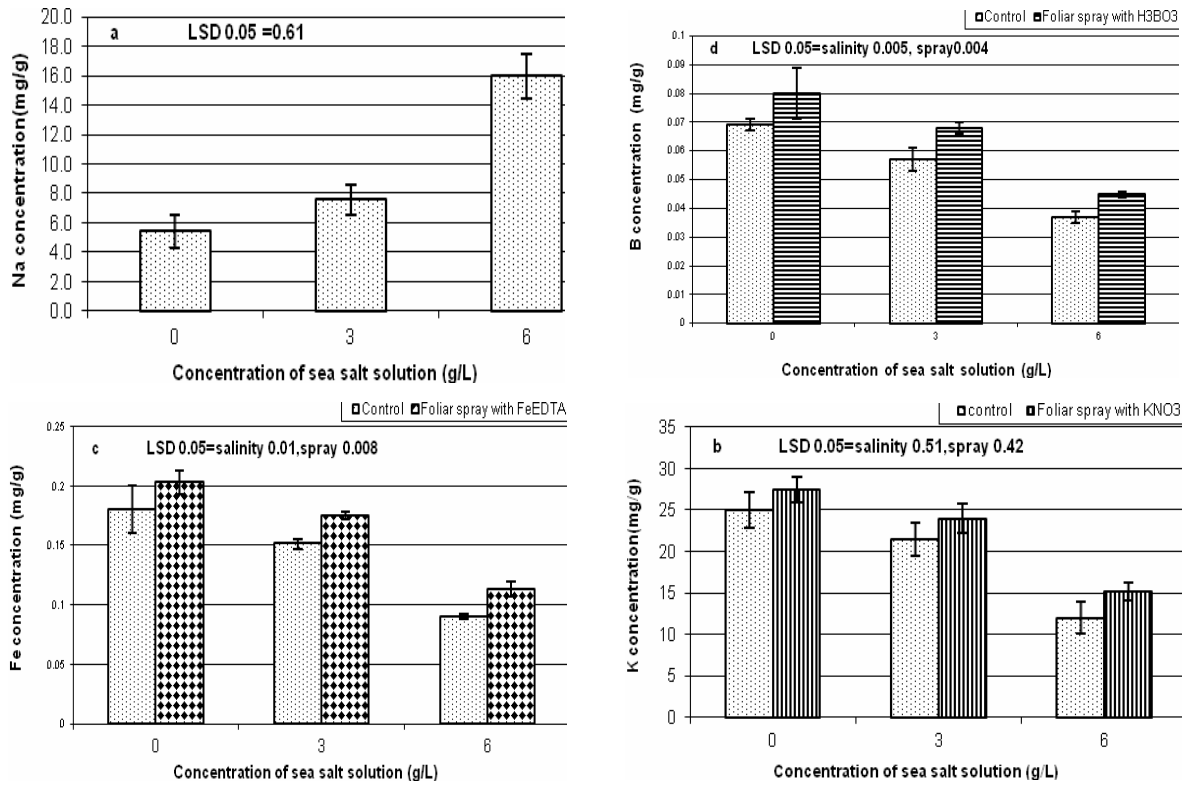 a LSD 0.05 =0.61
Na concentration(mg/g)
20.0
18.0
16.0
14.0
12.0
10.0
8.0
6.0
4.0
2.0
0.0
0 3 6
Concentration of sea salt solution (g/L)
Control Foliar spray with H3BO3
d LSD 0.05=salinity 0.005, spray0.004
B concentration (mg/g)
0.1
0.09
0.08
0.07
0.06
0.05
0.04
0.03
0.02
0.01
0
0 3 6
Concentration of sea salt solution (g/L)
Control Foliar spray with FeEDTA
c LSD 0.05=salinity 0.01,spray 0.008
Fe concentration (mg/g)
0.25
0.2
0.15
0.1
0.05
0
0 3 6
Concentration of sea salt solution (g/L)
control Foliar spray with KNO3
b LSD 0.05=salinity 0.51,spray 0.42
K concentration(mg/g)
35
30
25
20
15
10
5
0
0 3 6
Concentration of sea salt solution (g/L)